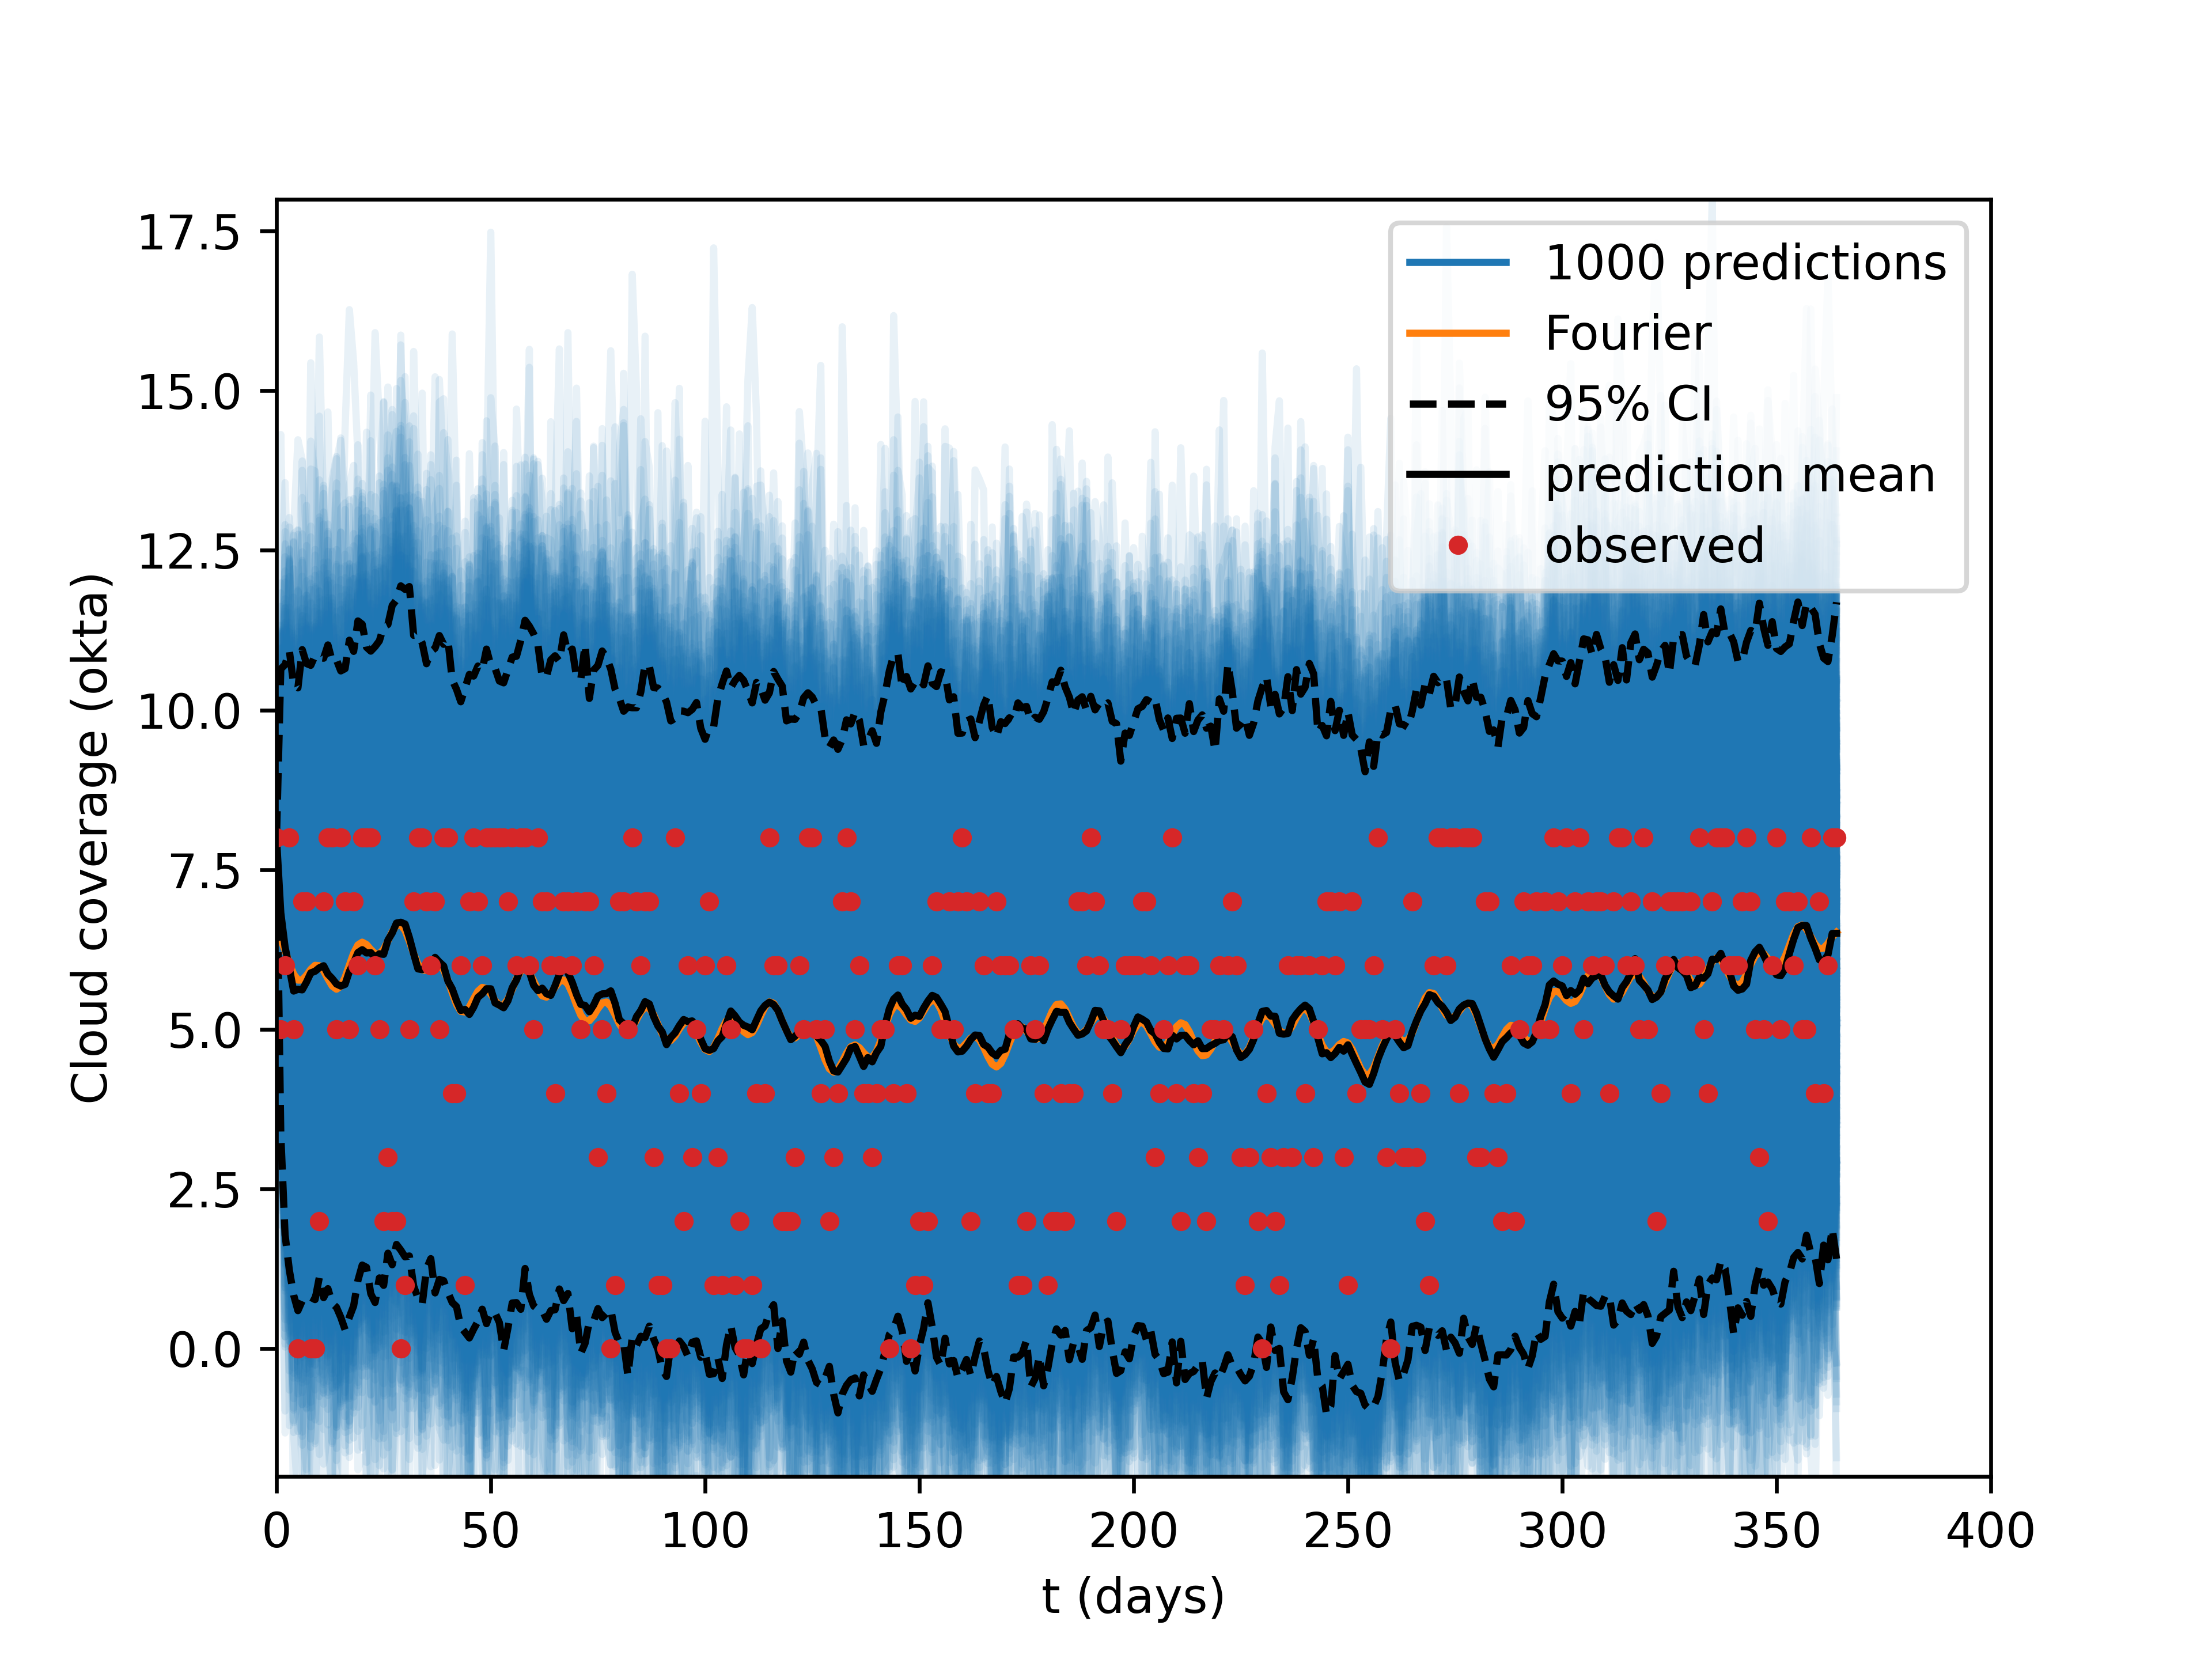 17.5
15.0
12.5
10.0
7.5
5.0
2.5
0.0
Cloud coverage (okta)
1000 predictions
Fourier
95% CI
prediction mean
observed
0 50 100 150 200 250 300 350 400
t (days)